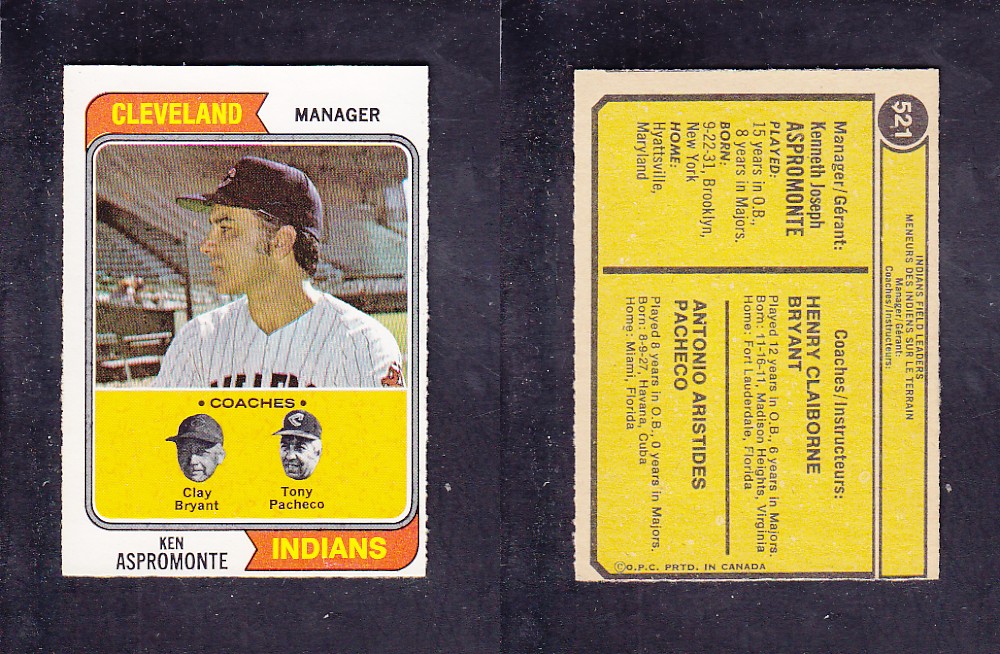 CLEVELAND
MANAGER
• COACHES •
Clay
Bryant
Tony
Pacheco
KEN
ASPROMONTE
INDIANS
521
INDIANS FIELD LEADERS
MENEURS DES INDIENS SUR LE TERRAIN
Manager/Gérant:
Coaches/Instructeurs:
Manager/Gérant:
Kenneth Joseph
ASPROMONTE
PLAYED:
15 years in O.B.,
8 years in Majors.
BORN:
9-22-31, Brooklyn,
New York
HOME:
Hyattsville,
Maryland
Coaches/Instructeurs:
HENRY CLAIBORNE
BRYANT
Played 12 years in O.B., 6 years in Majors.
Born: 11-16-11, Madison Heights, Virginia
Home: Fort Lauderdale, Florida
ANTONIO ARISTIDES
PACHECO
Played 8 years in O.B., 0 years in Majors.
Born: 8-9-27, Havana, Cuba
Home: Miami, Florida
©O.P.C. PRTD. IN CANADA